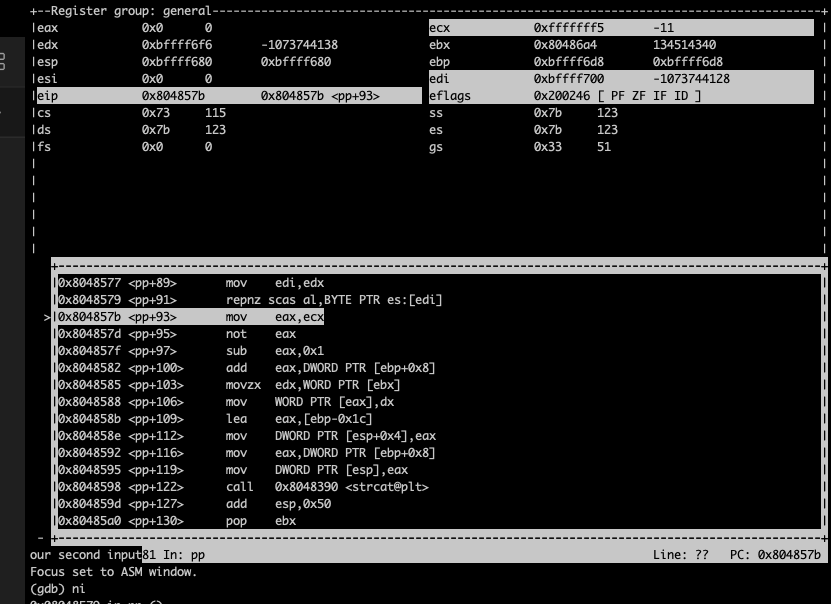 +--Register group: general--------------------------------------------------------------------------------+
|eax 0x0 0 ecx 0xfffffff5 -11 |
|edx 0xbffff6f6 -1073744138 ebx 0x80486a4 134514340 |
|esp 0xbffff680 0xbffff680 ebp 0xbffff6d8 0xbffff6d8 |
|esi 0x0 0 edi 0xbffff700 -1073744128 |
|eip 0x804857b 0x804857b <pp+93> eflags 0x200246 [ PF ZF IF ID ] |
|cs 0x73 115 ss 0x7b 123 |
|ds 0x7b 123 es 0x7b 123 |
|fs 0x0 0 gs 0x33 51 |
|0x8048577 <pp+89> mov edi,edx
|0x8048579 <pp+91> repnz scas al,BYTE PTR es:[edi]
>|0x804857b <pp+93> mov eax,ecx
|0x804857d <pp+95> not eax
|0x804857f <pp+97> sub eax,0x1
|0x8048582 <pp+100> add eax,DWORD PTR [ebp+0x8]
|0x8048585 <pp+103> movzx edx,WORD PTR [ebx]
|0x8048588 <pp+106> mov WORD PTR [eax],dx
|0x804858b <pp+109> lea eax,[ebp-0x1c]
|0x804858e <pp+112> mov DWORD PTR [esp+0x4],eax
|0x8048592 <pp+116> mov eax,DWORD PTR [ebp+0x8]
|0x8048595 <pp+119> mov DWORD PTR [esp],eax
|0x8048598 <pp+122> call 0x8048390 <strcat@plt>
|0x804859d <pp+127> add esp,0x50
|0x80485a0 <pp+130> pop ebx
our second input81 In: pp Line: ?? PC: 0x804857b
Focus set to ASM window.
(gdb) ni